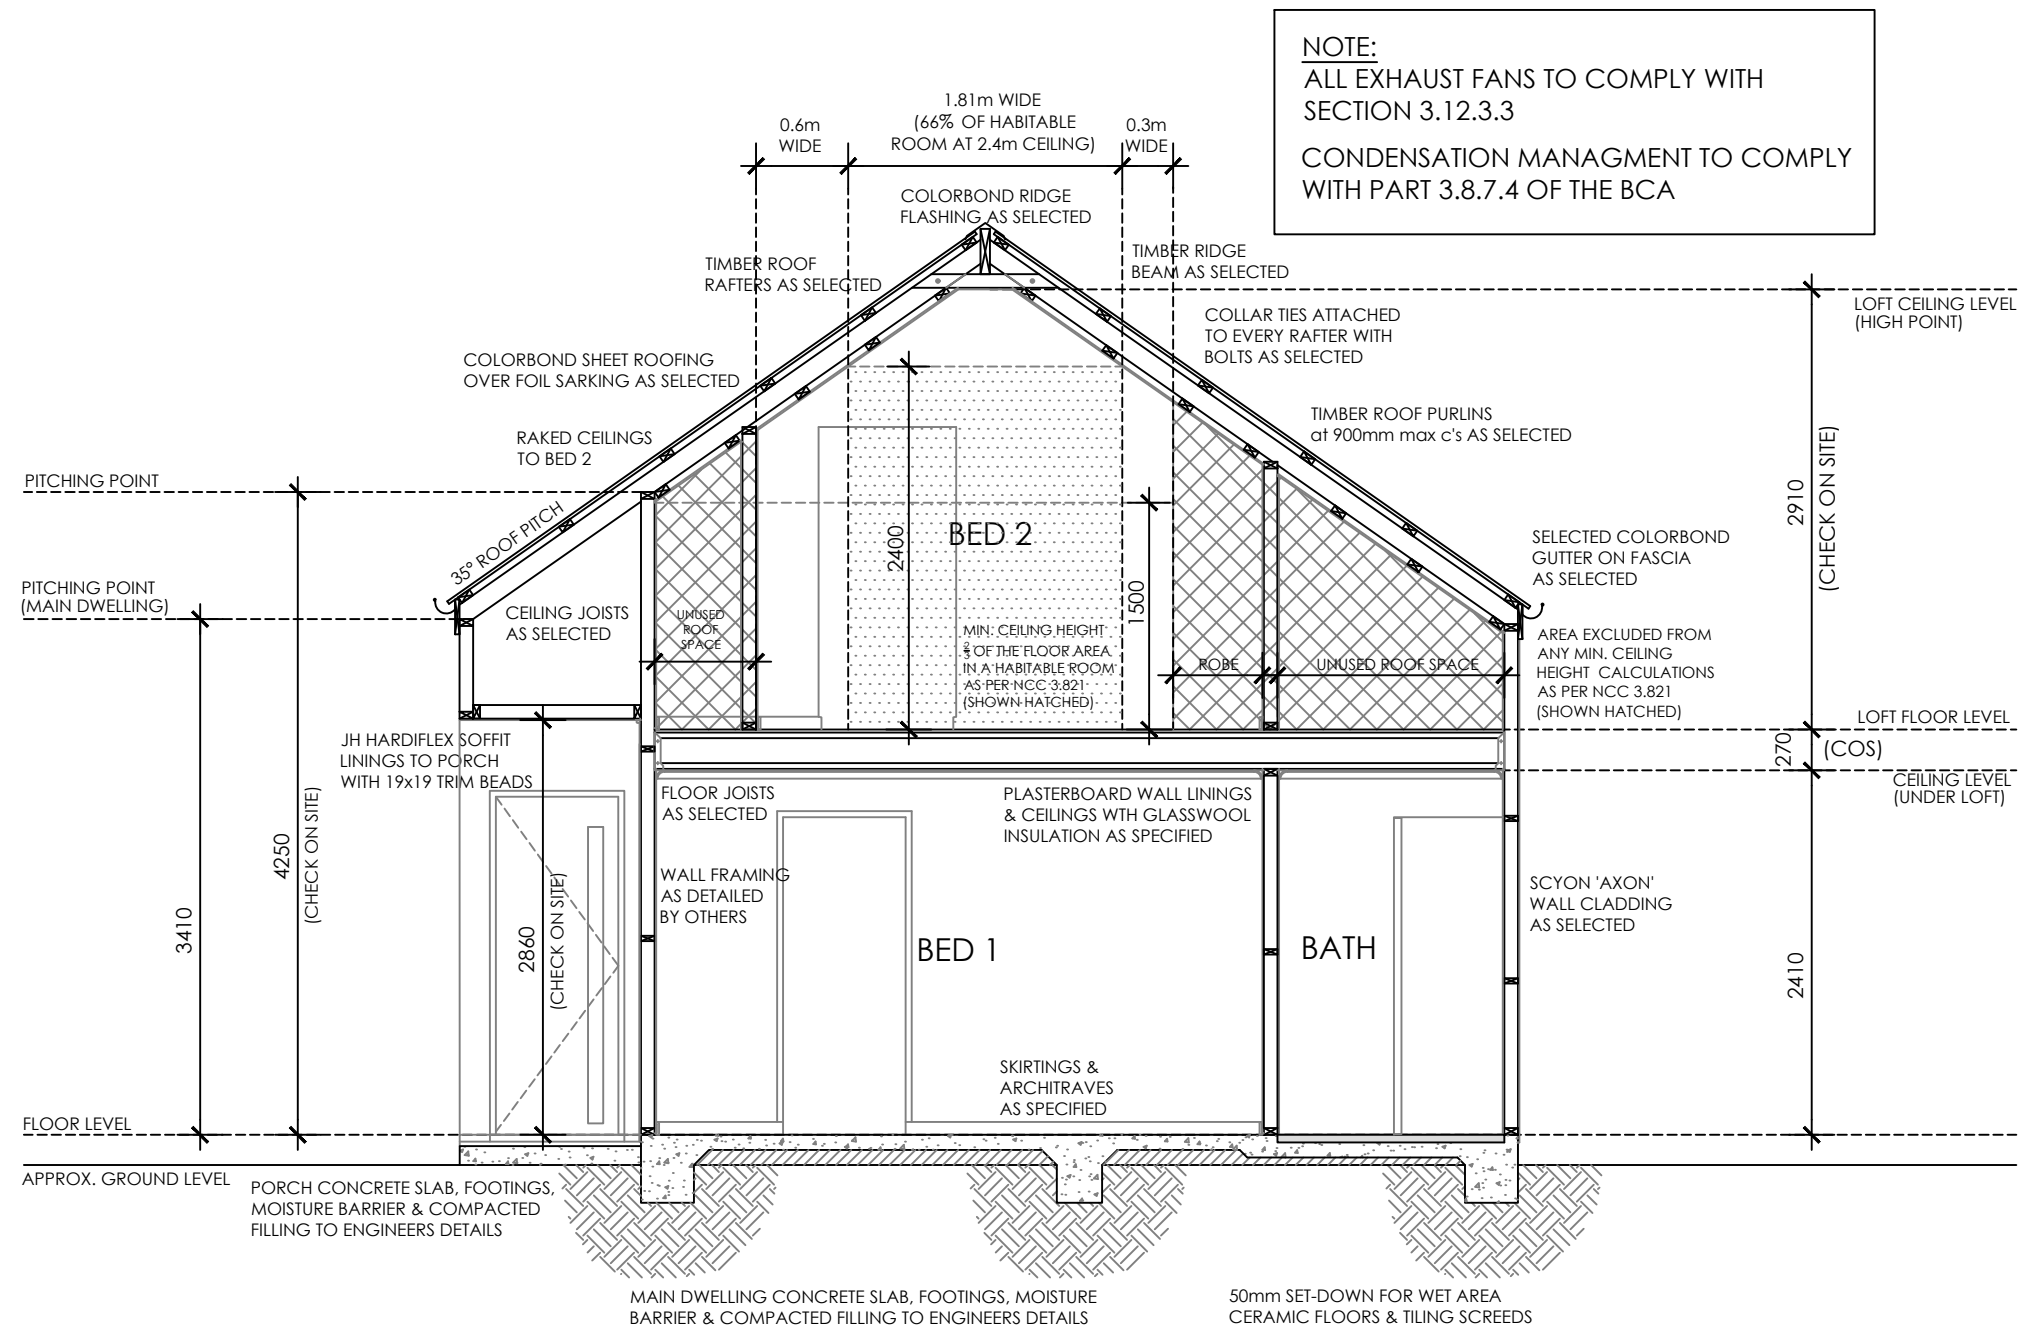 NOTE:
ALL EXHAUST FANS TO COMPLY WITH
SECTION 3.12.3.3
CONDENSATION MANAGMENT TO COMPLY
WITH PART 3.8.7.4 OF THE BCA
0.6m
WIDE
1.81m WIDE
(66% OF HABITABLE
ROOM AT 2.4m CEILING)
0.3m
WIDE
COLORBOND RIDGE
FLASHING AS SELECTED
TIMBER ROOF
RAFTERS AS SELECTED
TIMBER RIDGE
BEAM AS SELECTED
LOFT CEILING LEVEL
(HIGH POINT)
COLLAR TIES ATTACHED
TO EVERY RAFTER WITH
BOLTS AS SELECTED
COLORBOND SHEET ROOFING
OVER FOIL SARKING AS SELECTED
TIMBER ROOF PURLINS
at 900mm max c's AS SELECTED
RAKED CEILINGS
TO BED 2
PITCHING POINT
35° ROOF PITCH
2910
(CHECK ON SITE)
BED 2
2400
1500
SELECTED COLORBOND
GUTTER ON FASCIA
AS SELECTED
PITCHING POINT
(MAIN DWELLING)
CEILING JOISTS
AS SELECTED
UNUSED
ROOF
SPACE
MIN. CEILING HEIGHT
2/3 OF THE FLOOR AREA
IN A HABITABLE ROOM
AS PER NCC 3.821
(SHOWN HATCHED)
ROBE
UNUSED ROOF SPACE
AREA EXCLUDED FROM
ANY MIN. CEILING
HEIGHT CALCULATIONS
AS PER NCC 3.821
(SHOWN HATCHED)
LOFT FLOOR LEVEL
270
(COS)
CEILING LEVEL
(UNDER LOFT)
JH HARDIFLEX SOFFIT
LININGS TO PORCH
WITH 19x19 TRIM BEADS
FLOOR JOISTS
AS SELECTED
PLASTERBOARD WALL LININGS
& CEILINGS WTH GLASSWOOL
INSULATION AS SPECIFIED
WALL FRAMING
AS DETAILED
BY OTHERS
SCYON 'AXON'
WALL CLADDING
AS SELECTED
3410
4250
(CHECK ON SITE)
2860
(CHECK ON SITE)
BED 1
BATH
2410
SKIRTINGS &
ARCHITRAVES
AS SPECIFIED
FLOOR LEVEL
APPROX. GROUND LEVEL
PORCH CONCRETE SLAB, FOOTINGS,
MOISTURE BARRIER & COMPACTED
FILLING TO ENGINEERS DETAILS
MAIN DWELLING CONCRETE SLAB, FOOTINGS, MOISTURE
BARRIER & COMPACTED FILLING TO ENGINEERS DETAILS
50mm SET-DOWN FOR WET AREA
CERAMIC FLOORS & TILING SCREEDS